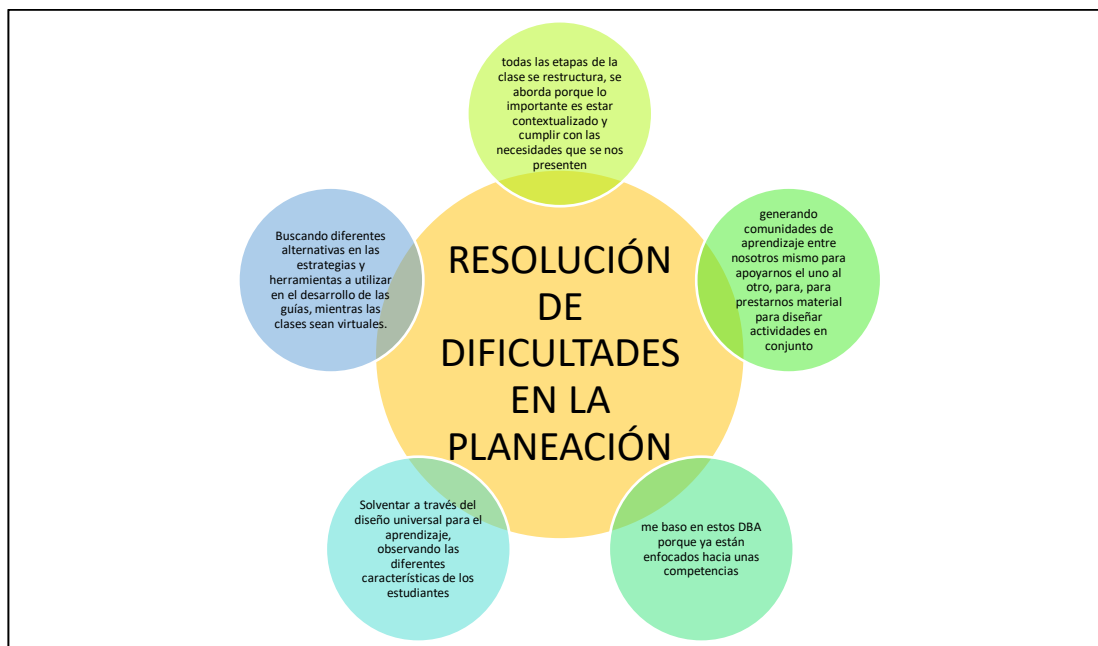 todas las etapas de la
clase se restructura, se
aborda porque lo
importante es estar
contextualizado y
cumplir con las
necesidades que se nos
presenten
generando
comunidades de
aprendizaje entre
nosotros mismo para
apoyarnos el uno al
otro, para, para
prestarnos material
para diseñar
actividades en
conjunto
me baso en estos DBA
porque ya están
enfocados hacia unas
competencias
Solventar a través del
diseño universal para el
aprendizaje,
observando las
diferentes
características de los
estudiantes
Buscando diferentes
alternativas en las
estrategias y
herramientas a utilizar
en el desarrollo de las
guías, mientras las
clases sean virtuales.
RESOLUCIÓN
DE
DIFICULTADES
EN LA
PLANEACIÓN